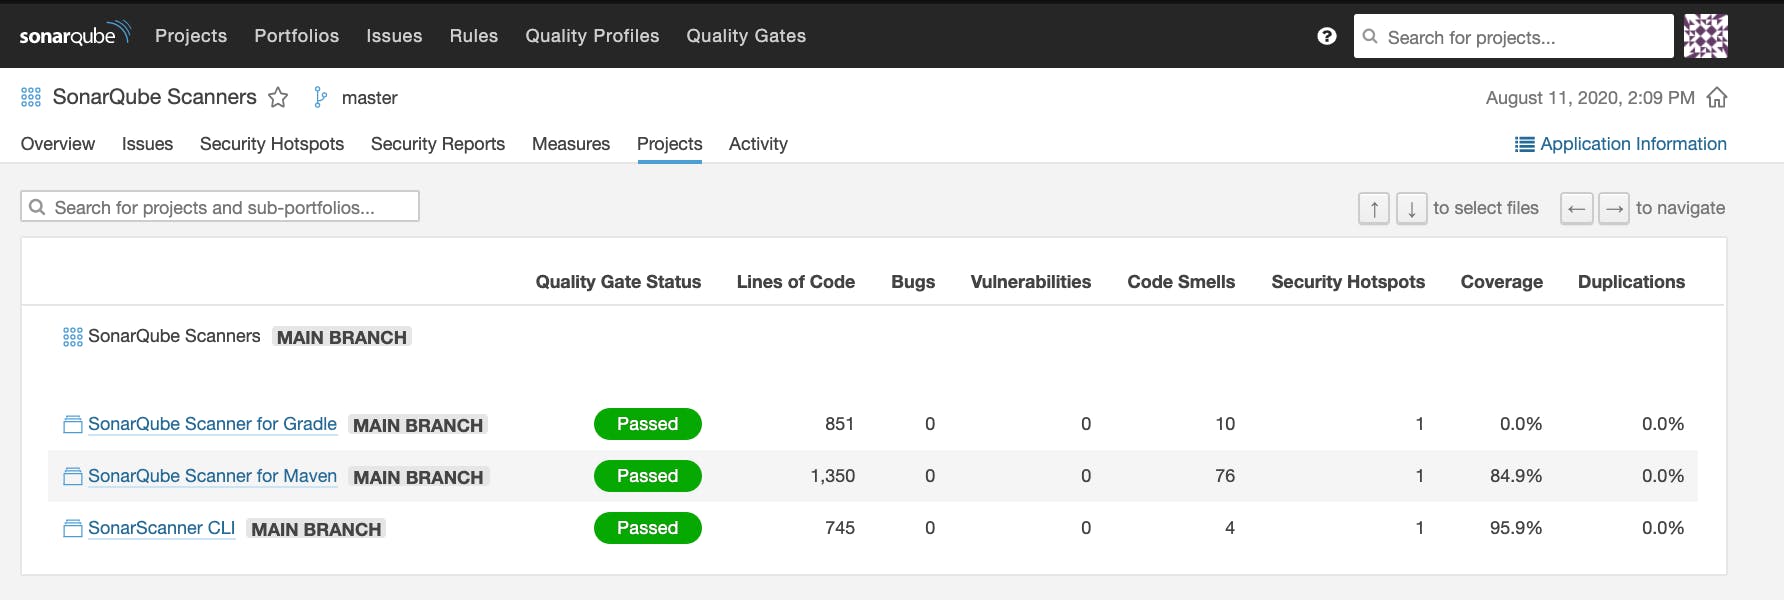 sonarqube Projects Portfolios Issues Rules Quality Profiles Quality Gates ? Search for projects...
SonarQube Scanners master August 11, 2020, 2:09 PM
Overview Issues Security Hotspots Security Reports Measures Projects Activity Application Information
Search for projects and sub-portfolios... ↑ ↓ to select files ← → to navigate
Quality Gate Status Lines of Code Bugs Vulnerabilities Code Smells Security Hotspots Coverage Duplications
SonarQube Scanners MAIN BRANCH
SonarQube Scanner for Gradle MAIN BRANCH Passed 851 0 0 10 1 0.0% 0.0%
SonarQube Scanner for Maven MAIN BRANCH Passed 1,350 0 0 76 1 84.9% 0.0%
SonarScanner CLI MAIN BRANCH Passed 745 0 0 4 1 95.9% 0.0%